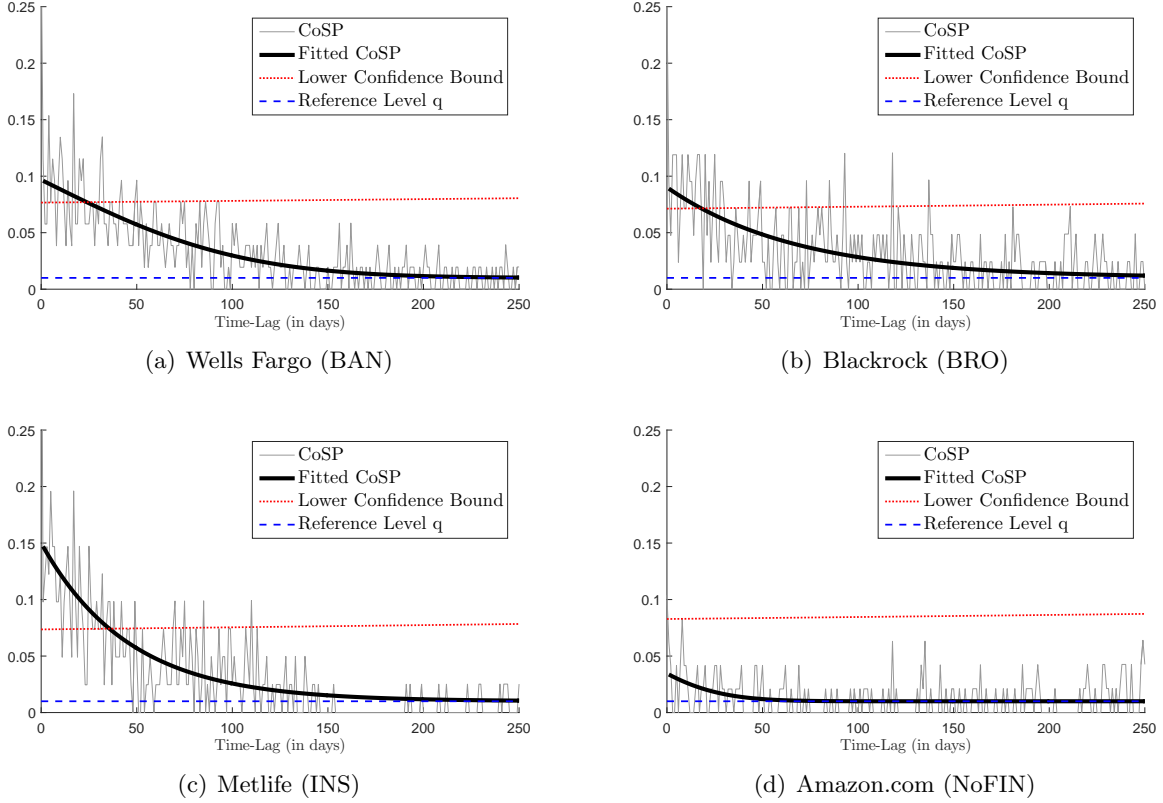 0.25
0.2
0.15
0.1
0.05
0
0 50 100 150 200 250
Time-Lag (in days)
CoSP
Fitted CoSP
Lower Confidence Bound
Reference Level q
(a) Wells Fargo (BAN)
0.25
0.2
0.15
0.1
0.05
0
0 50 100 150 200 250
Time-Lag (in days)
CoSP
Fitted CoSP
Lower Confidence Bound
Reference Level q
(b) Blackrock (BRO)
0.25
0.2
0.15
0.1
0.05
0
0 50 100 150 200 250
Time-Lag (in days)
CoSP
Fitted CoSP
Lower Confidence Bound
Reference Level q
(c) Metlife (INS)
0.25
0.2
0.15
0.1
0.05
0
0 50 100 150 200 250
Time-Lag (in days)
CoSP
Fitted CoSP
Lower Confidence Bound
Reference Level q
(d) Amazon.com (NoFIN)